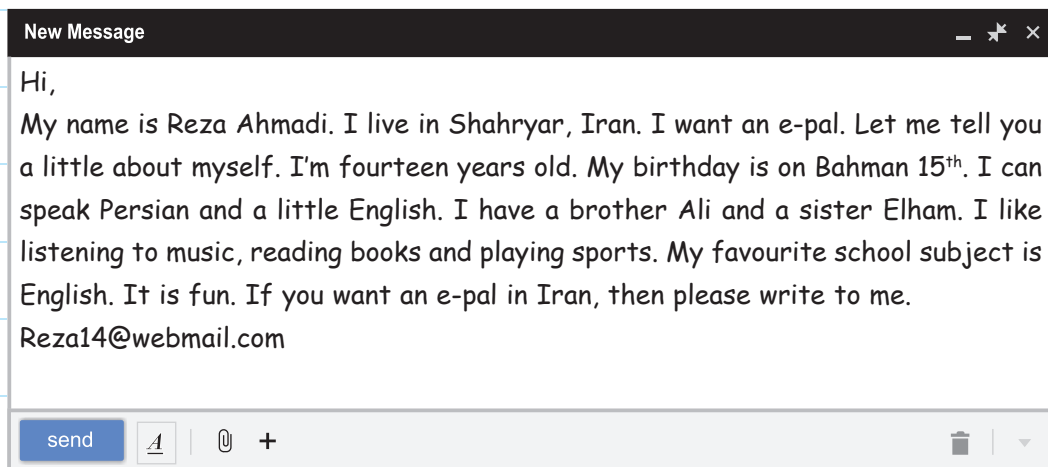 New Message
Hi,
My name is Reza Ahmadi. I live in Shahryar, Iran. I want an e-pal. Let me tell you
a little about myself. I'm fourteen years old. My birthday is on Bahman 15th. I can
speak Persian and a little English. I have a brother Ali and a sister Elham. I like
listening to music, reading books and playing sports. My favourite school subject is
English. It is fun. If you want an e-pal in Iran, then please write to me.
Reza14@webmail.com
send A